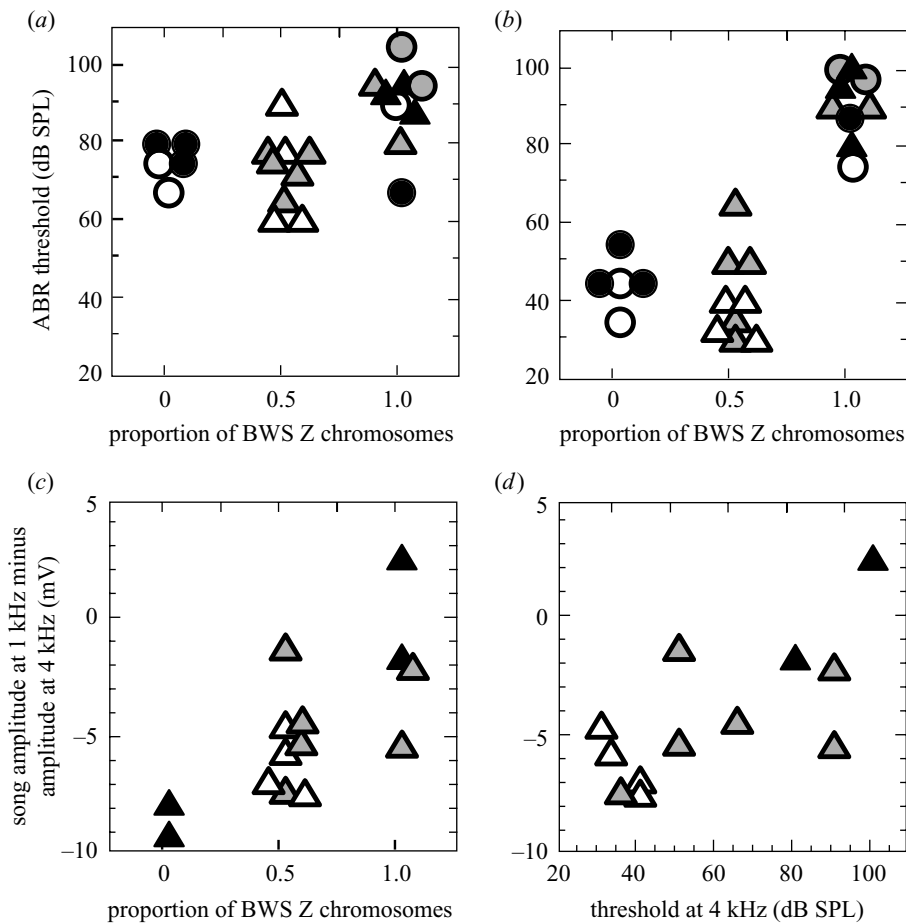 (a)
(b)
100
80
60
40
20
ABR threshold (dB SPL)
0
0.5
1.0
proportion of BWS Z chromosomes
100
80
60
40
20
0
0.5
1.0
proportion of BWS Z chromosomes
(c)
(d)
5
0
–5
–10
song amplitude at 1 kHz minus
amplitude at 4 kHz (mV)
0
0.5
1.0
proportion of BWS Z chromosomes
5
0
–5
–10
20
40
60
80
100
threshold at 4 kHz (dB SPL)